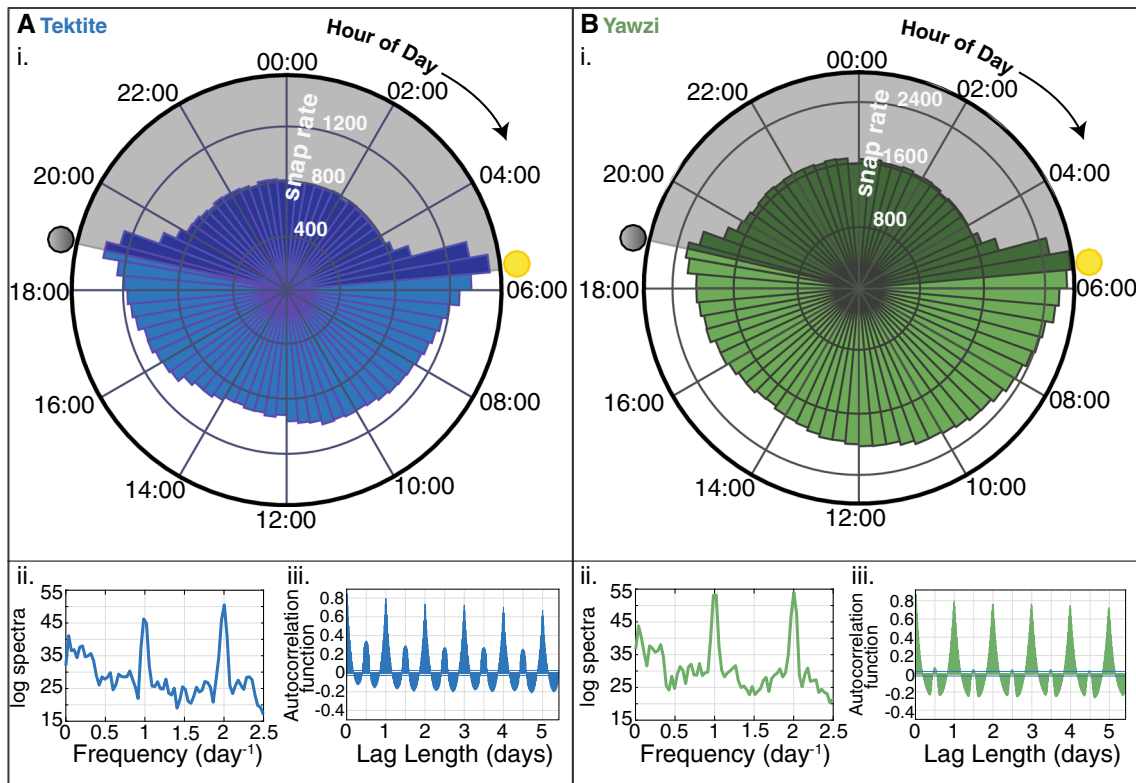 A Tektite
i.
Hour of Day
00:00
02:00
04:00
06:00
08:00
10:00
12:00
14:00
16:00
18:00
20:00
22:00
snap rate
1200
800
400
ii.
log spectra
55
45
35
25
15
0 0.5 1 1.5 2 2.5
Frequency (day-1)
iii.
Autocorrelation
function
0.8
0.6
0.4
0.2
0
-0.2
-0.4
0 1 2 3 4 5
Lag Length (days)
B Yawzi
i.
Hour of Day
00:00
02:00
04:00
06:00
08:00
10:00
12:00
14:00
16:00
18:00
20:00
22:00
snap rate
2400
1600
800
ii.
log spectra
55
45
35
25
15
0 0.5 1 1.5 2 2.5
Frequency (day-1)
iii.
Autocorrelation
function
0.8
0.6
0.4
0.2
0
-0.2
-0.4
0 1 2 3 4 5
Lag Length (days)